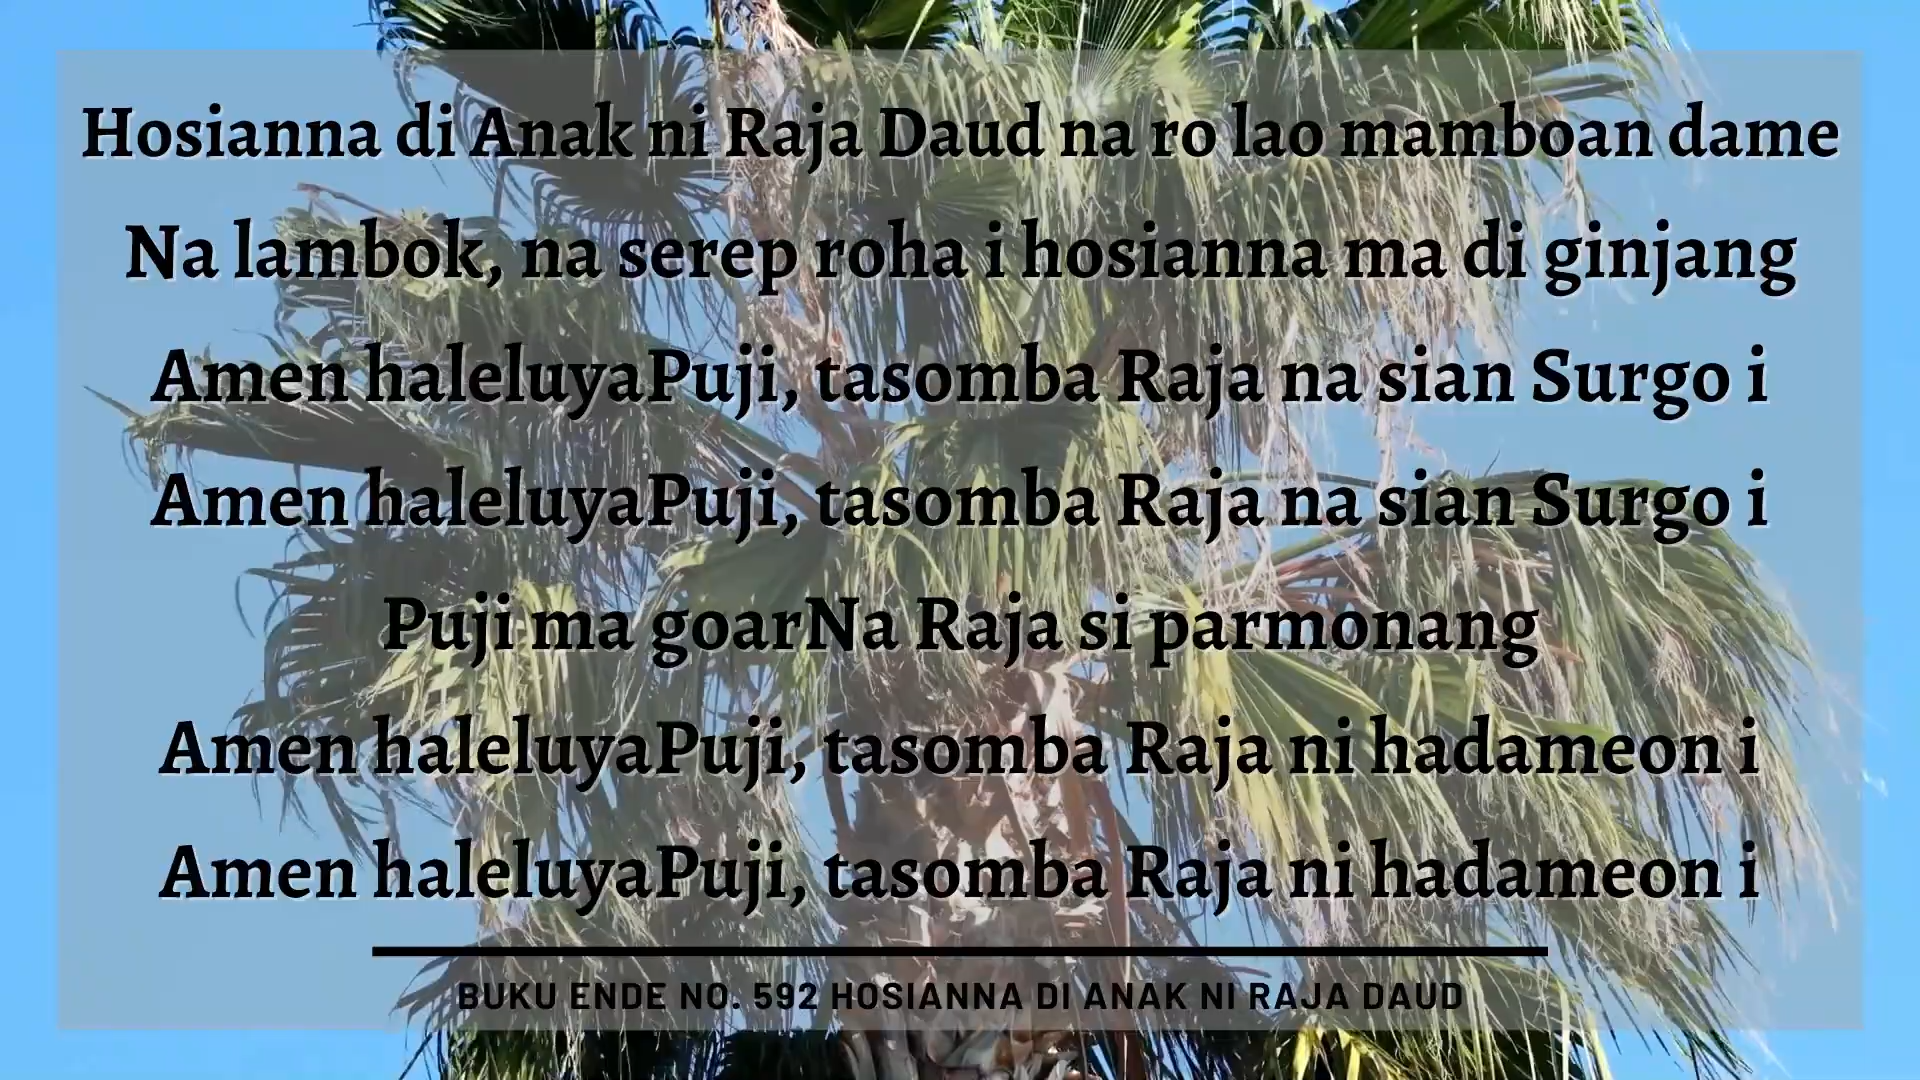 Hosianna di Anak ni Raja Daud na ro lao mamboan dame
Na lambok, na serep roha i hosianna ma di ginjang
Amen haleluyaPuji, tasomba Raja na sian Surgo i
Amen haleluyaPuji, tasomba Raja na sian Surgo i
Puji ma goarNa Raja si parmonang
Amen haleluyaPuji, tasomba Raja ni hadameon i
Amen haleluyaPuji, tasomba Raja ni hadameon i
BUKU ENDE NO. 592 HOSIANNA DI ANAK NI RAJA DAUD